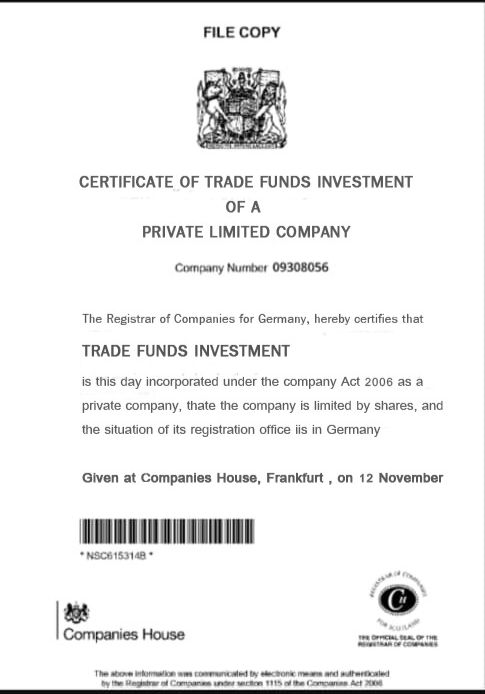 FILE COPY
CERTIFICATE OF TRADE FUNDS INVESTMENT
OF A
PRIVATE LIMITED COMPANY
Company Number 09308056
The Registrar of Companies for Germany, hereby certifies that
TRADE FUNDS INVESTMENT
is this day incorporated under the company Act 2006 as a
private company, thate the company is limited by shares, and
the situation of its registration office iis in Germany
Given at Companies House, Frankfurt , on 12 November
*NSC615314B*
Companies House
REGISTRAR OF COMPANIES
CH
FOR SCOTLAND
THE OFFICIAL SEAL OF THE
REGISTRAR OF COMPANIES
The above information was communicated by electronic means and authenticated
by the Registrar of Companies under section 1115 of the Companies Act 2006